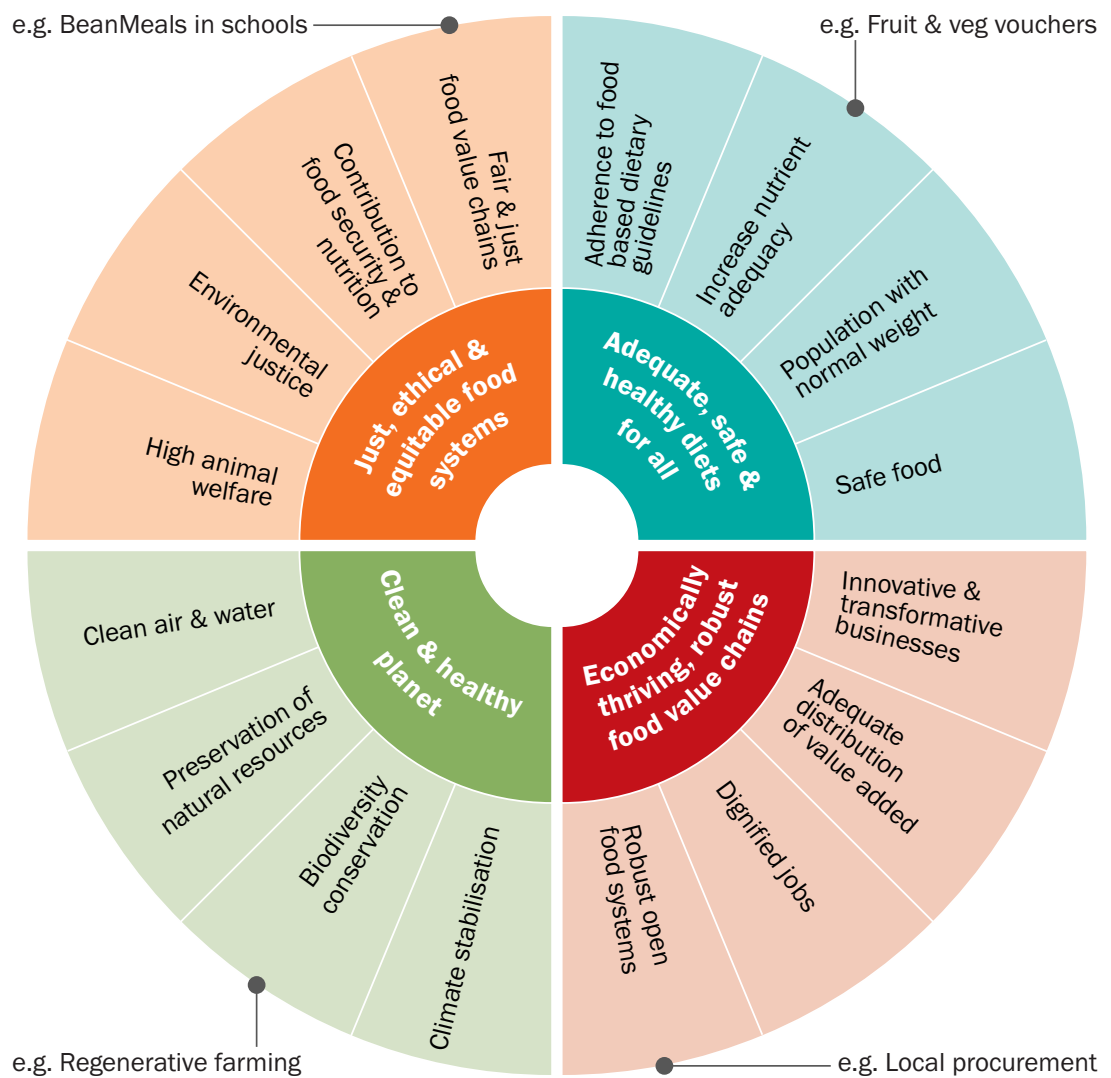 e.g. BeanMeals in schools
e.g. Fruit & veg vouchers
Fair & just
food value chains
Contribution to
food security &
nutrition
Environmental
justice
High animal
welfare
Just, ethical &
equitable food
systems
Adherence to food
based dietary
guidelines
Increase nutrient
adequacy
Population with
normal weight
Safe food
Adequate, safe &
healthy diets
for all
Clean air & water
Preservation of
natural resources
Biodiversity
conservation
Climate stabilisation
Clean & healthy
planet
Innovative &
transformative
businesses
Adequate
distribution
of value added
Dignified jobs
Robust open
food systems
Economically
thriving, robust
food value chains
e.g. Regenerative farming
e.g. Local procurement